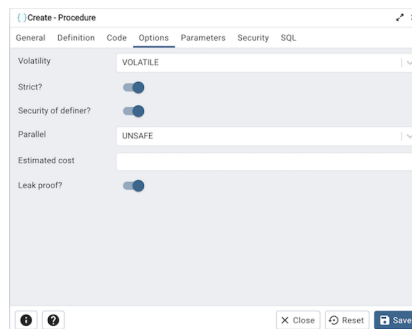 Create - Procedure
General Definition Code Options Parameters Security SQL
Volatility VOLATILE
Strict?
Security of definer?
Parallel UNSAFE
Estimated cost
Leak proof?
Close Reset Save